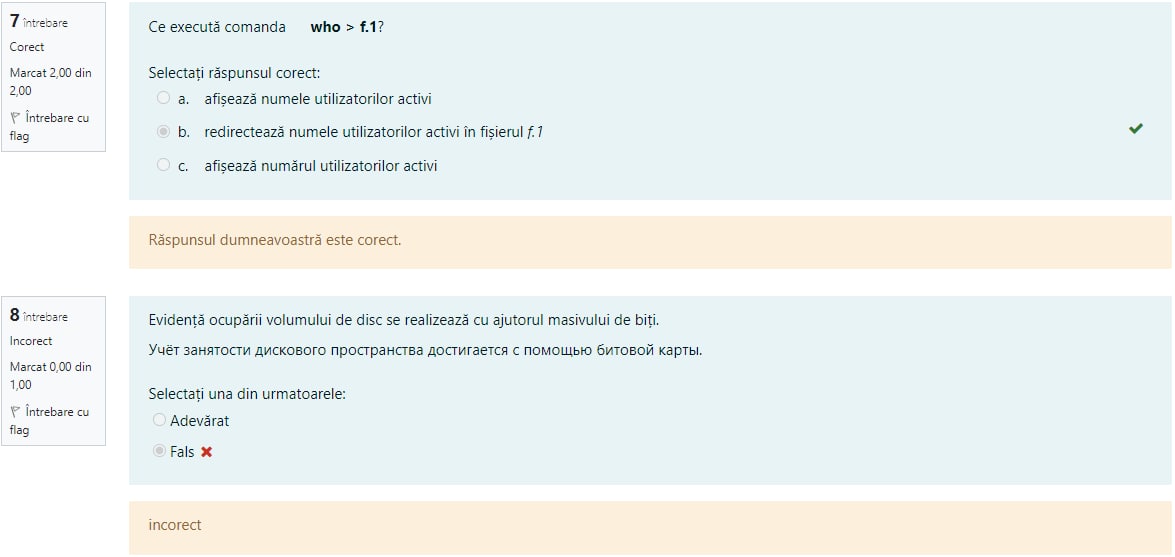 7 întrebare
Corect
Marcat 2,00 din
2,00
Întrebare cu
flag
Ce execută comanda who > f.1?
Selectați răspunsul corect:
a. afișează numele utilizatorilor activi
b. redirectează numele utilizatorilor activi în fișierul f.1
c. afișează numărul utilizatorilor activi
Răspunsul dumneavoastră este corect.
8 întrebare
Incorect
Marcat 0,00 din
1,00
Întrebare cu
flag
Evidență ocupării volumului de disc se realizează cu ajutorul masivului de biți.
Учёт занятости дискового пространства достигается с помощью битовой карты.
Selectați una din urmatoarele:
Adevărat
Fals
incorect